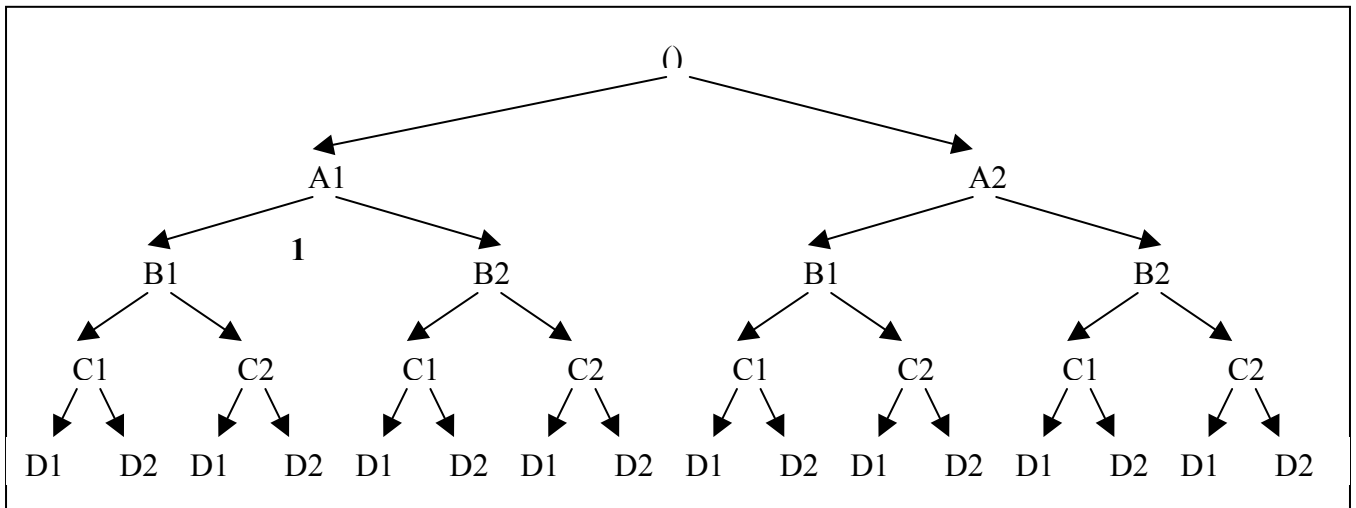 ()
A1 A2
1
B1 B2 B1 B2
C1 C2 C1 C2 C1 C2 C1 C2
D1 D2 D1 D2 D1 D2 D1 D2 D1 D2 D1 D2 D1 D2 D1 D2